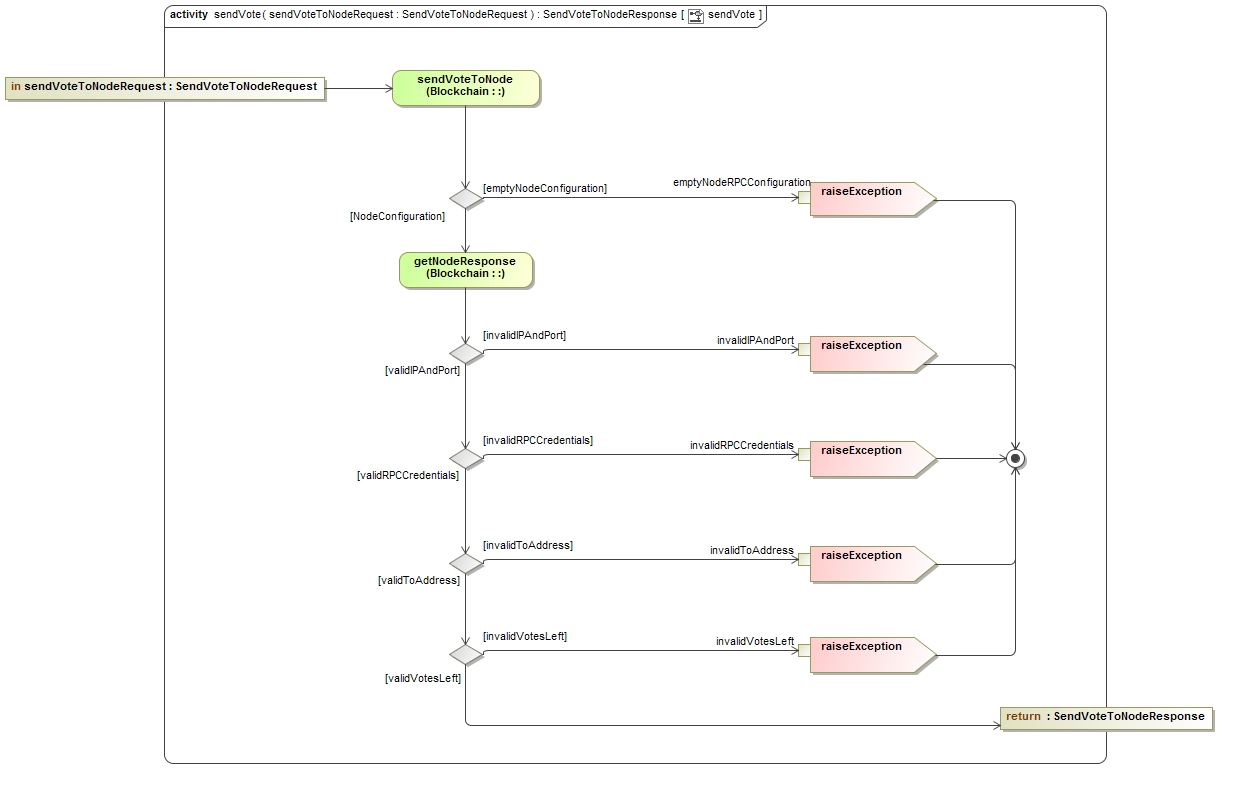 activity sendVote( sendVoteToNodeRequest : SendVoteToNodeRequest ) : SendVoteToNodeResponse [ sendVote ]
in sendVoteToNodeRequest : SendVoteToNodeRequest
sendVoteToNode
(Blockchain : :)
[emptyNodeConfiguration]
emptyNodeRPCConfiguration
raiseException
[NodeConfiguration]
getNodeResponse
(Blockchain : :)
[invalidIPAndPort]
invalidIPAndPort
raiseException
[validIPAndPort]
[invalidRPCCredentials]
invalidRPCCredentials
raiseException
[validRPCCredentials]
[invalidToAddress]
invalidToAddress
raiseException
[validToAddress]
[invalidVotesLeft]
invalidVotesLeft
raiseException
[validVotesLeft]
return : SendVoteToNodeResponse